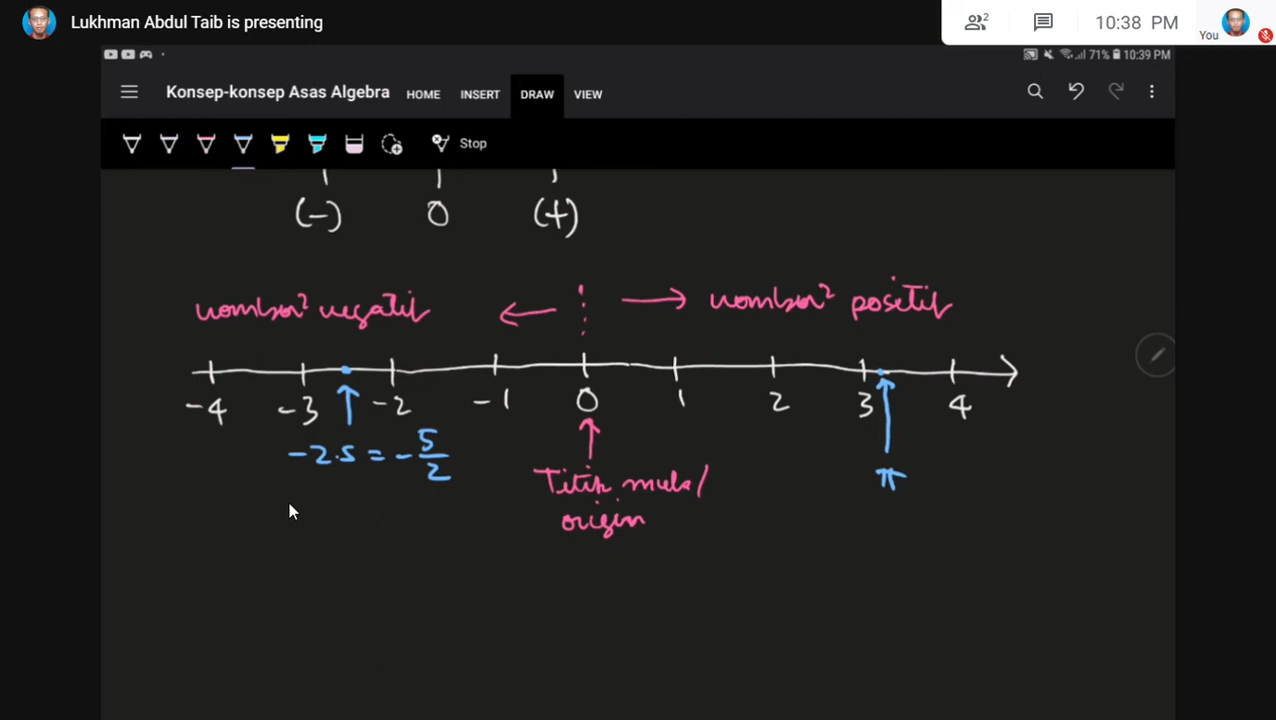 Lukhman Abdul Taib is presenting
2
10:38 PM
You
71% 10:39 PM
Konsep-konsep Asas Algebra HOME INSERT DRAW VIEW
Stop
(-) 0 (+)
nombor² negatif ← → nombor² positif
-4 -3 -2 -1 0 1 2 3 4
-2.5 = -5/2
π
Titik mula/
origin